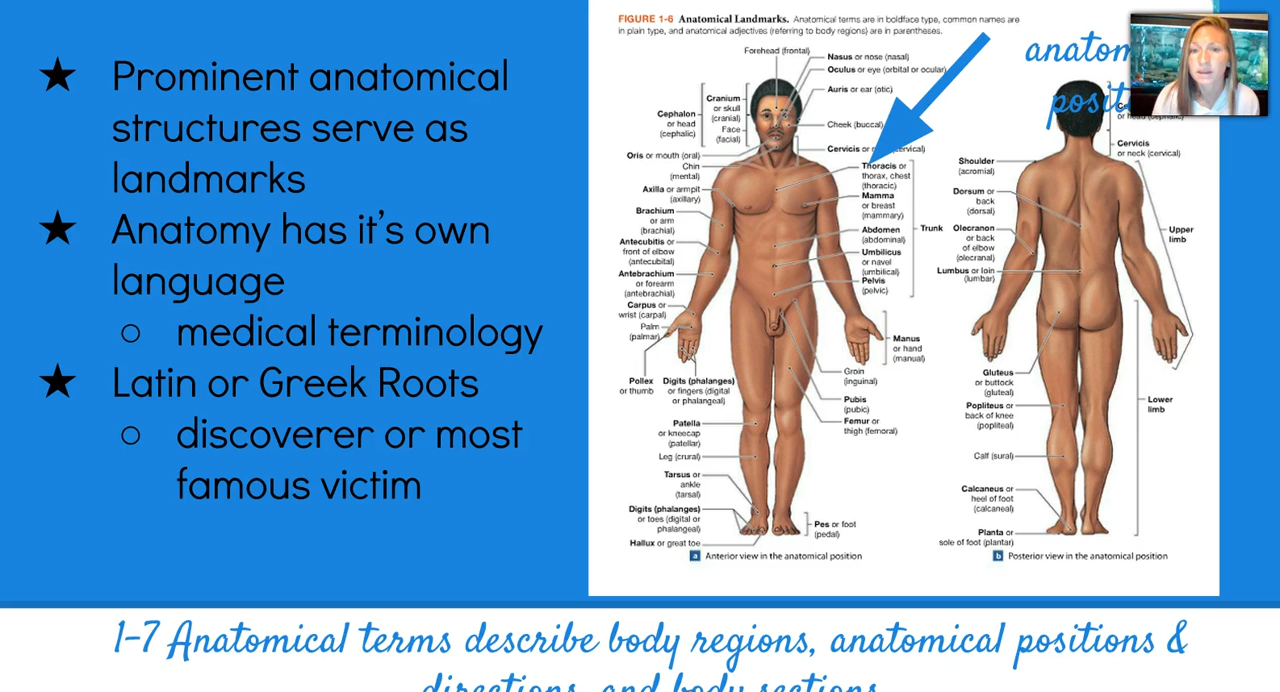 ★ Prominent anatomical
structures serve as
landmarks
★ Anatomy has it's own
language
○ medical terminology
★ Latin or Greek Roots
○ discoverer or most
famous victim
FIGURE 1-6 Anatomical Landmarks. Anatomical terms are in boldface type, common names are
in plain type, and anatomical adjectives (referring to body regions) are in parentheses.
Forehead (frontal)
Nasus or nose (nasal)
Oculus or eye (orbital or ocular)
Auris or ear (otic)
Cranium
or skull
(cranial)
Face
(facial)
Cephalon
or head
(cephalic)
Cheek (buccal)
Cervicis or
(cervical)
Oris or mouth (oral)
Chin
(mental)
Thoracis or
thorax, chest
(thoracic)
Axilla or armpit
(axillary)
Mamma
or breast
(mammary)
Brachium
or arm
(brachial)
Abdomen
(abdominal)
Trunk
Antecubitis or
front of elbow
(antecubital)
Umbilicus
or navel
(umbilical)
Antebrachium
or forearm
(antebrachial)
Pelvis
(pelvic)
Carpus or
wrist (carpal)
Palm
(palmar)
Manus
or hand
(manual)
Pollex
or thumb
Digits (phalanges)
or fingers (digital
or phalangeal)
Groin
(inguinal)
Pubis
(pubic)
Femur or
thigh (femoral)
Patella
or kneecap
(patellar)
Leg (crural)
Tarsus or
ankle
(tarsal)
Digits (phalanges)
or toes (digital or
phalangeal)
Hallux or great toe
Pes or foot
(pedal)
a Anterior view in the anatomical position
Cervicis
or neck (cervical)
Shoulder
(acromial)
Dorsum or
back
(dorsal)
Olecranon
or back
of elbow
(olecranal)
Upper
limb
Lumbus or loin
(lumbar)
Gluteus
or buttock
(gluteal)
Popliteus or
back of knee
(popliteal)
Lower
limb
Calf (sural)
Calcaneus or
heel of foot
(calcaneal)
Planta or
sole of foot (plantar)
b Posterior view in the anatomical position
1-7 Anatomical terms describe body regions, anatomical positions &
directions, and body sections